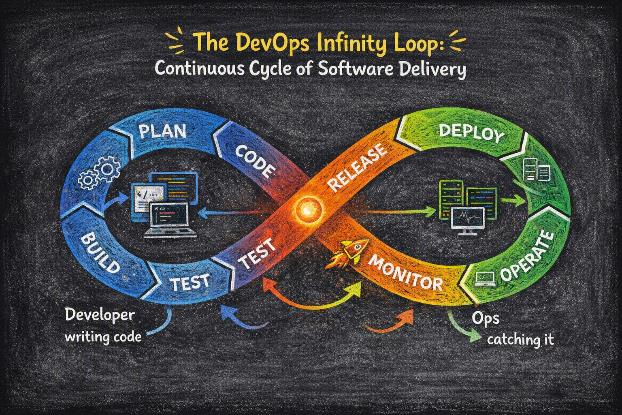 The DevOps Infinity Loop:
Continuous Cycle of Software Delivery
PLAN
CODE
RELEASE
DEPLOY
BUILD
TEST
TEST
MONITOR
OPERATE
Developer
writing code
Ops
catching it